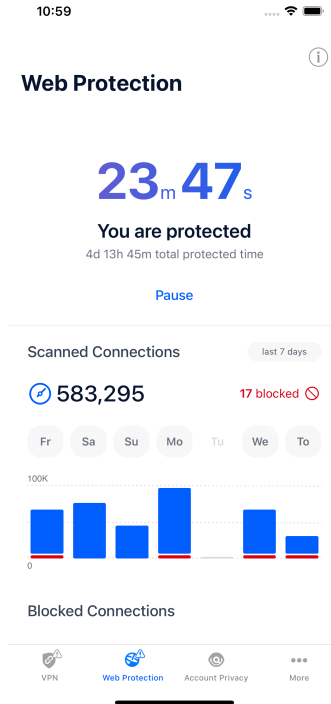 10:59
Web Protection
23m 47s
You are protected
4d 13h 45m total protected time
Pause
Scanned Connections last 7 days
583,295 17 blocked
Fr Sa Su Mo Tu We To
100K
0
Blocked Connections
VPN Web Protection Account Privacy More